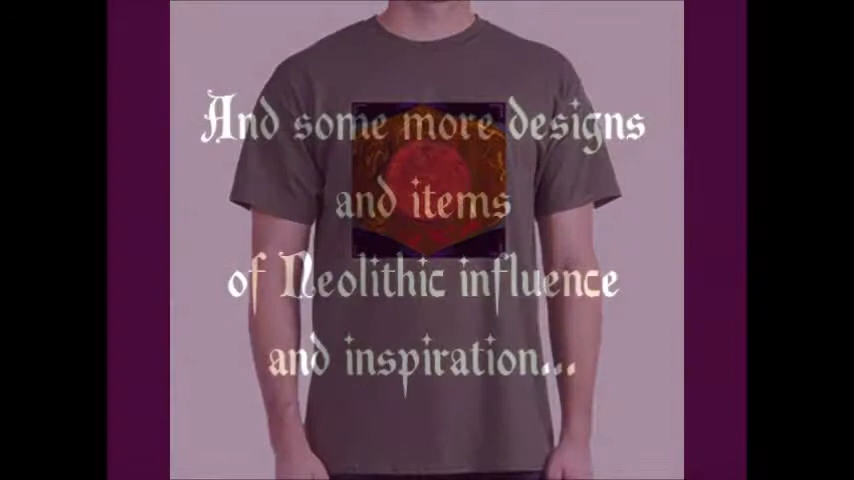 And some more designs
and items
of Neolithic influence
and inspiration...